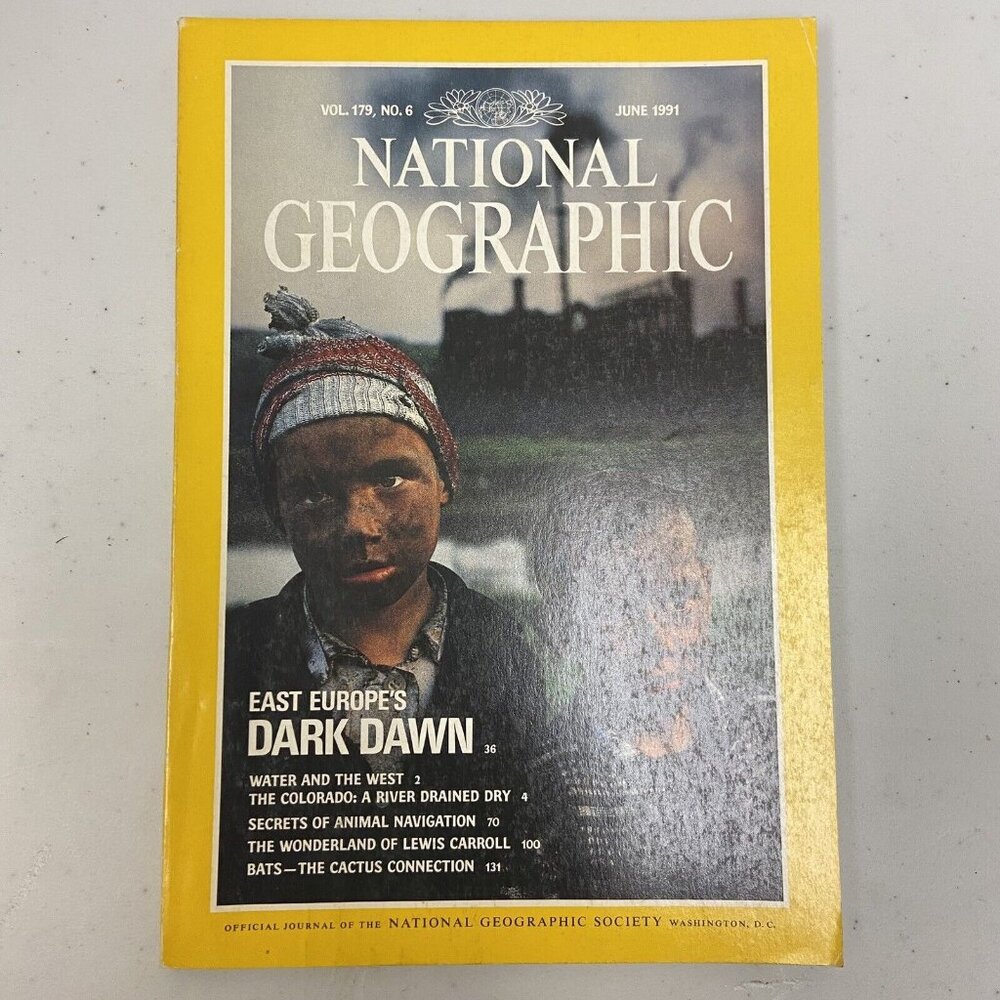 VOL. 179, NO. 6 JUNE 1991
NATIONAL
GEOGRAPHIC
EAST EUROPE'S
DARK DAWN 36
WATER AND THE WEST 2
THE COLORADO: A RIVER DRAINED DRY 4
SECRETS OF ANIMAL NAVIGATION 70
THE WONDERLAND OF LEWIS CARROLL 100
BATS—THE CACTUS CONNECTION 131
OFFICIAL JOURNAL OF THE NATIONAL GEOGRAPHIC SOCIETY WASHINGTON, D.C.